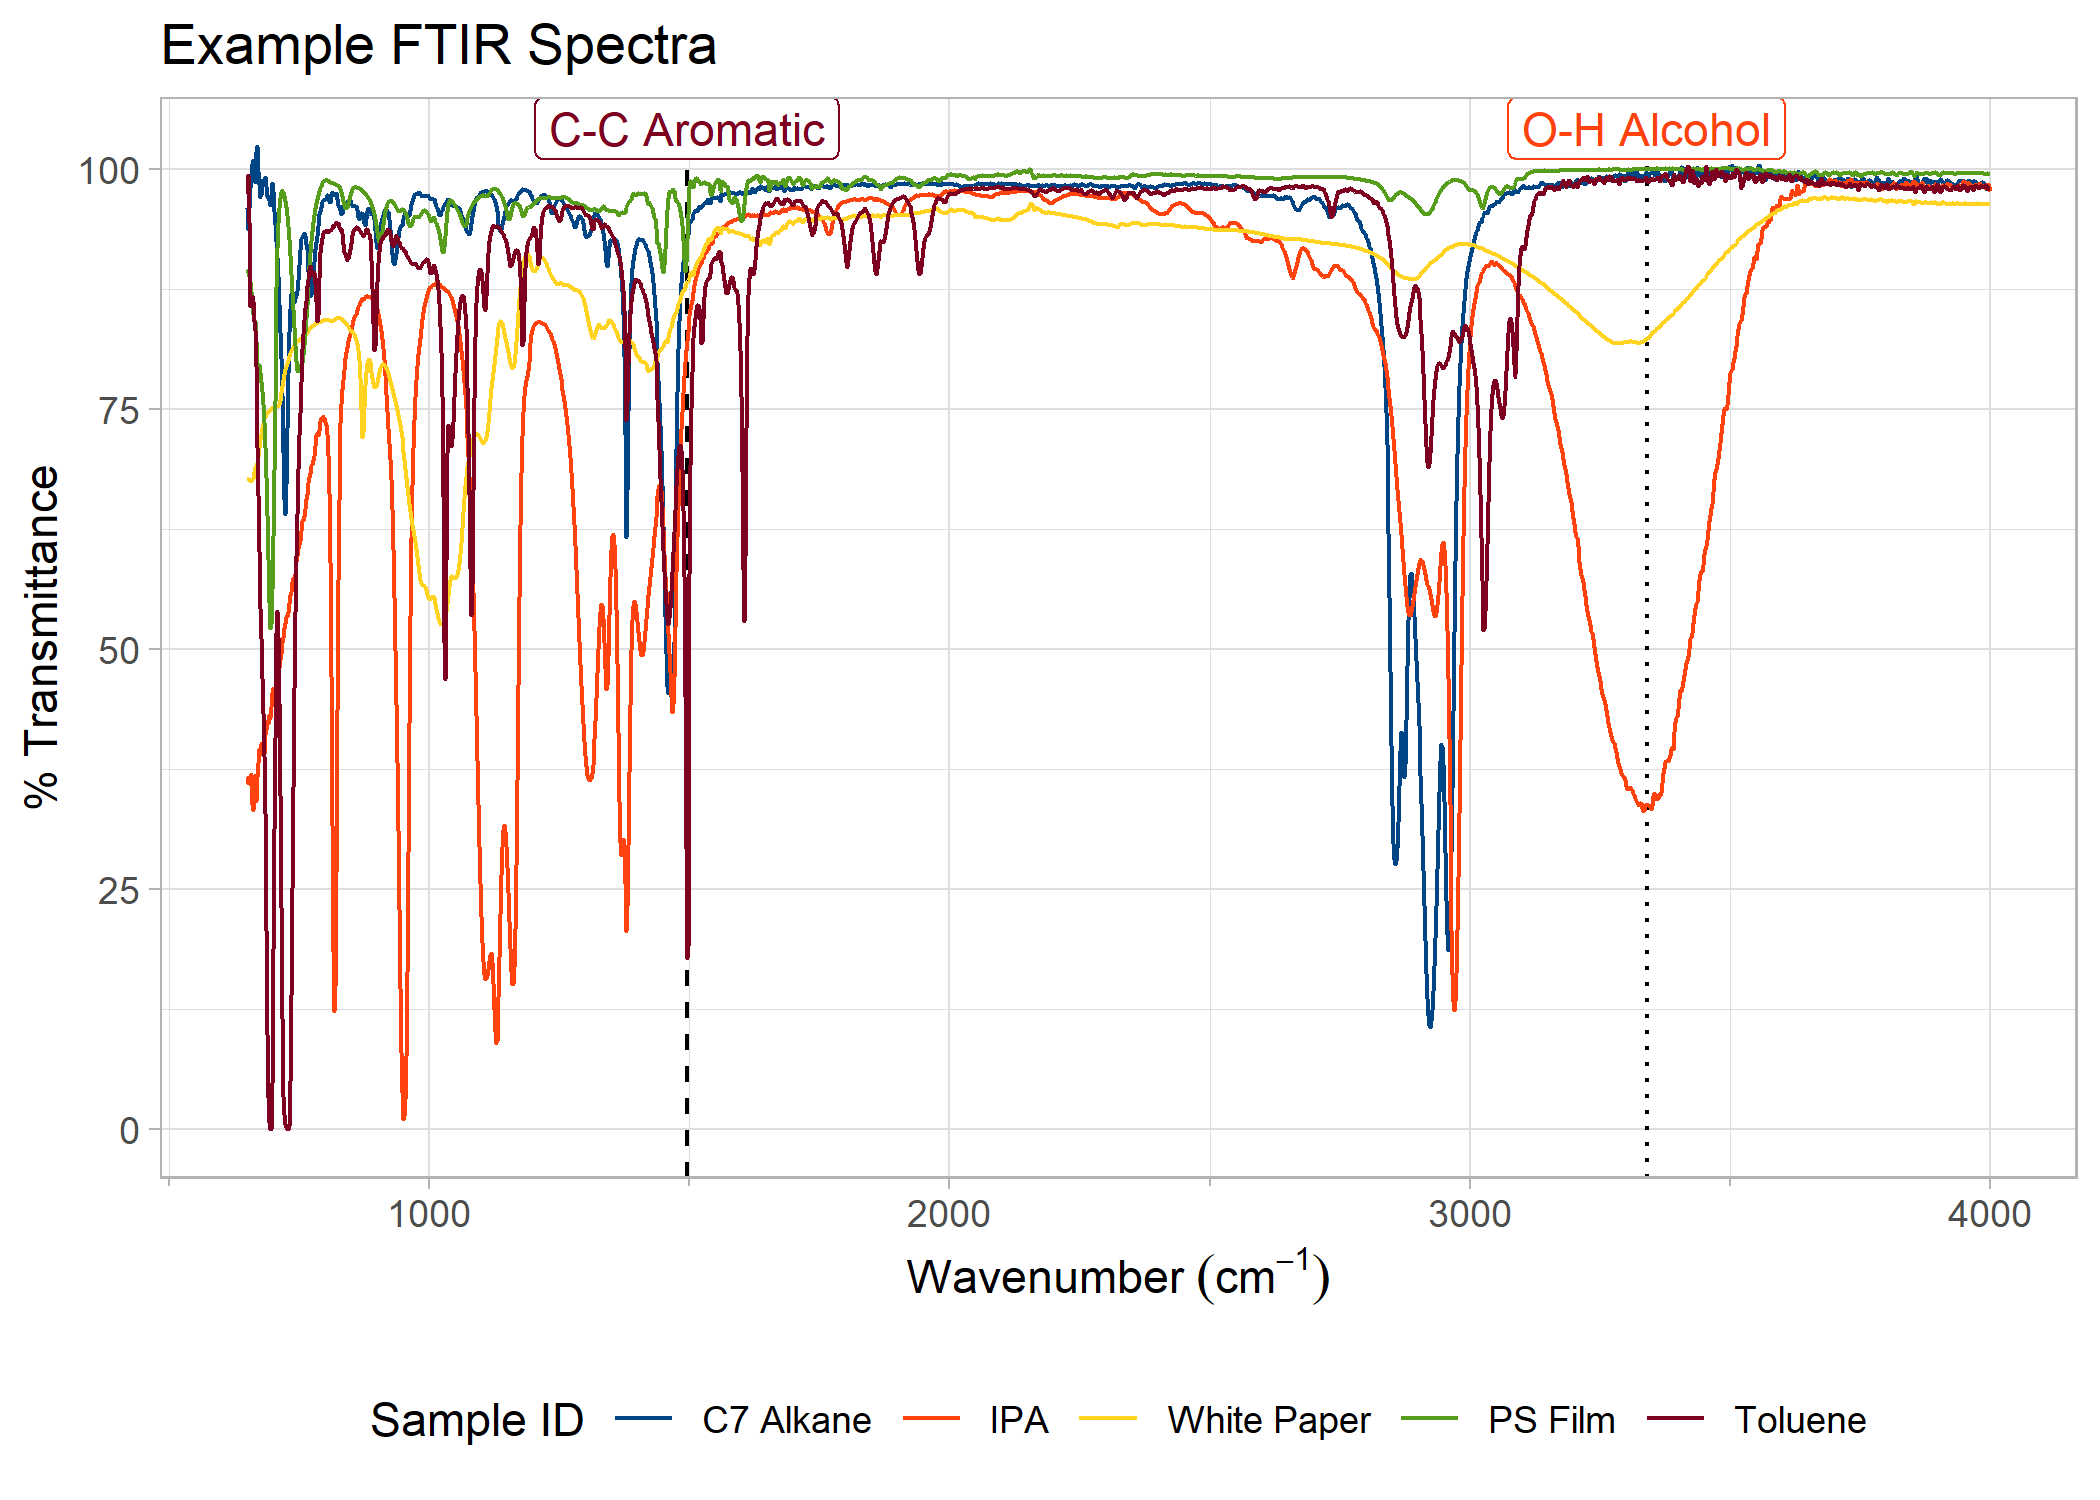 Example FTIR Spectra
C-C Aromatic
O-H Alcohol
100
75
50
25
0
% Transmittance
1000 2000 3000 4000
Wavenumber (cm⁻¹)
Sample ID C7 Alkane IPA White Paper PS Film Toluene